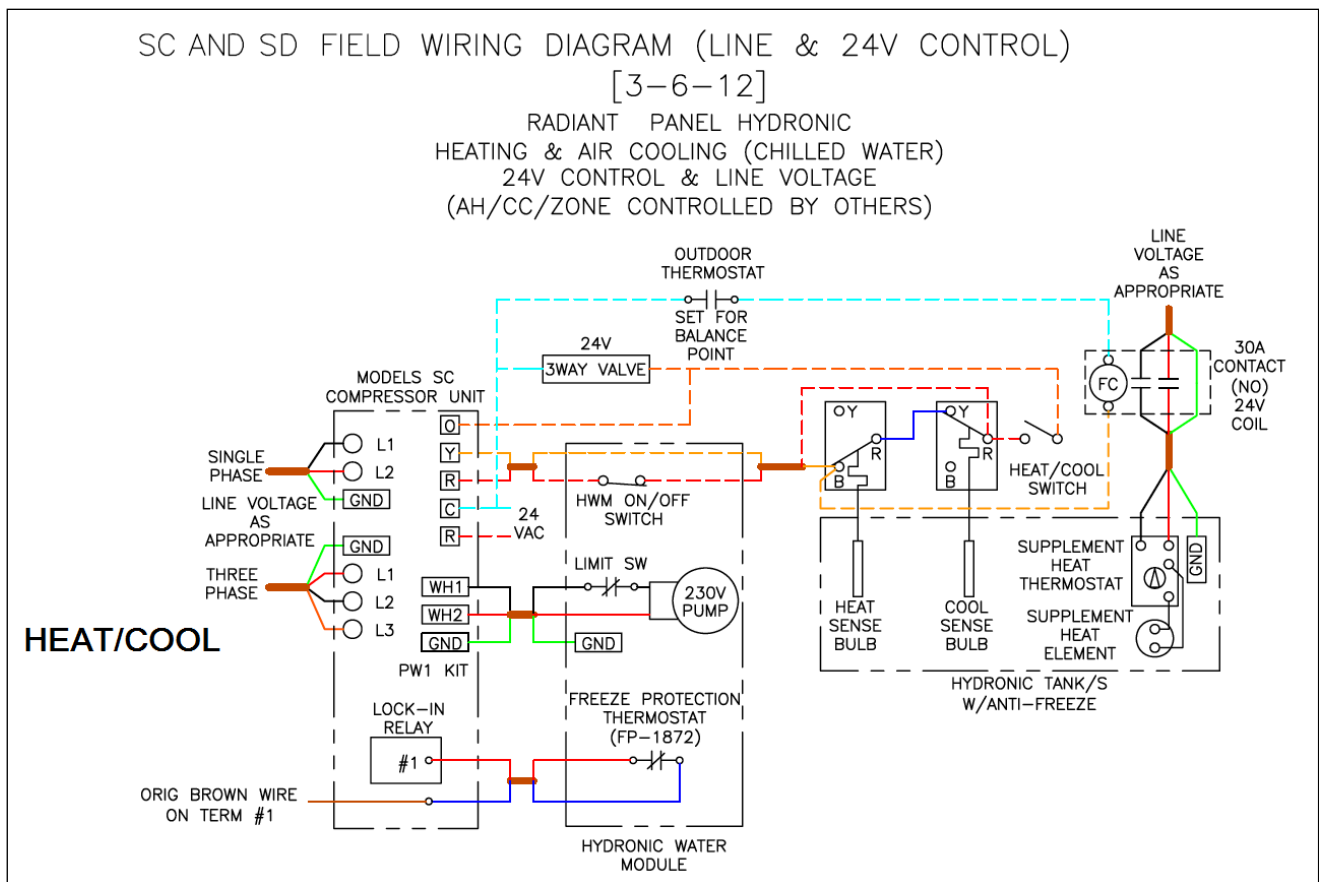 SC AND SD FIELD WIRING DIAGRAM (LINE & 24V CONTROL)
[3-6-12]
RADIANT PANEL HYDRONIC
HEATING & AIR COOLING (CHILLED WATER)
24V CONTROL & LINE VOLTAGE
(AH/CC/ZONE CONTROLLED BY OTHERS)
OUTDOOR
THERMOSTAT
SET FOR
BALANCE
POINT
LINE
VOLTAGE
AS
APPROPRIATE
24V
3WAY VALVE
30A
CONTACT
(NO)
24V
COIL
FC
MODELS SC
COMPRESSOR UNIT
O
Y
R
C
R
24
VAC
L1
L2
GND
SINGLE
PHASE
LINE VOLTAGE
AS
APPROPRIATE
THREE
PHASE
GND
L1
L2
L3
HEAT/COOL
WH1
WH2
GND
PW1 KIT
HWM ON/OFF
SWITCH
LIMIT SW
230V
PUMP
GND
Y
R
B
Y
R
B
HEAT/COOL
SWITCH
HEAT
SENSE
BULB
COOL
SENSE
BULB
SUPPLEMENT
HEAT
THERMOSTAT
GND
SUPPLEMENT
HEAT
ELEMENT
HYDRONIC TANK/S
W/ANTI-FREEZE
LOCK-IN
RELAY
#1
FREEZE PROTECTION
THERMOSTAT
(FP-1872)
ORIG BROWN WIRE
ON TERM #1
HYDRONIC WATER
MODULE